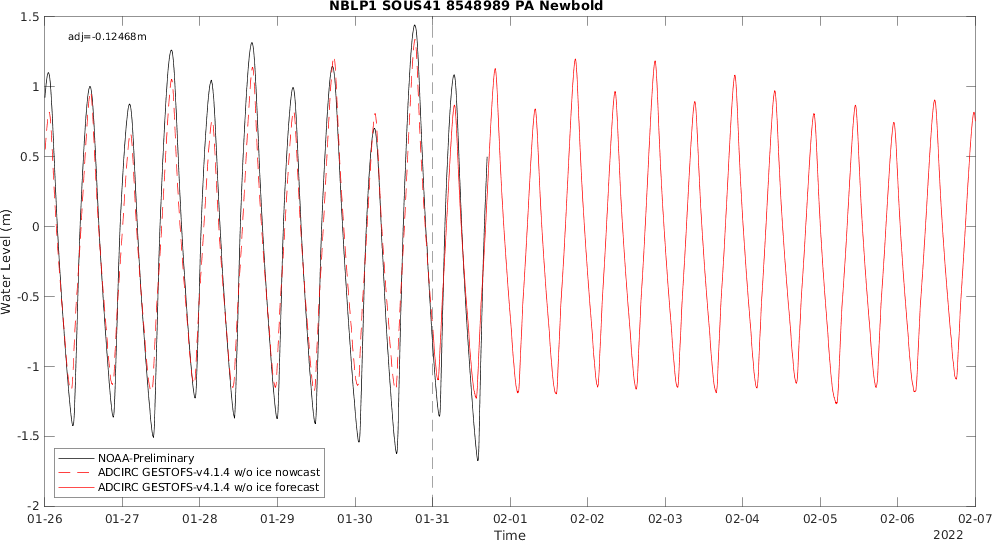 NBLP1 SOUS41 8548989 PA Newbold
adj=-0.12468m
1.5
1
0.5
0
-0.5
-1
-1.5
-2
Water Level (m)
NOAA-Preliminary
ADCIRC GESTOFS-v4.1.4 w/o ice nowcast
ADCIRC GESTOFS-v4.1.4 w/o ice forecast
01-26 01-27 01-28 01-29 01-30 01-31 02-01 02-02 02-03 02-04 02-05 02-06 02-07
Time
2022